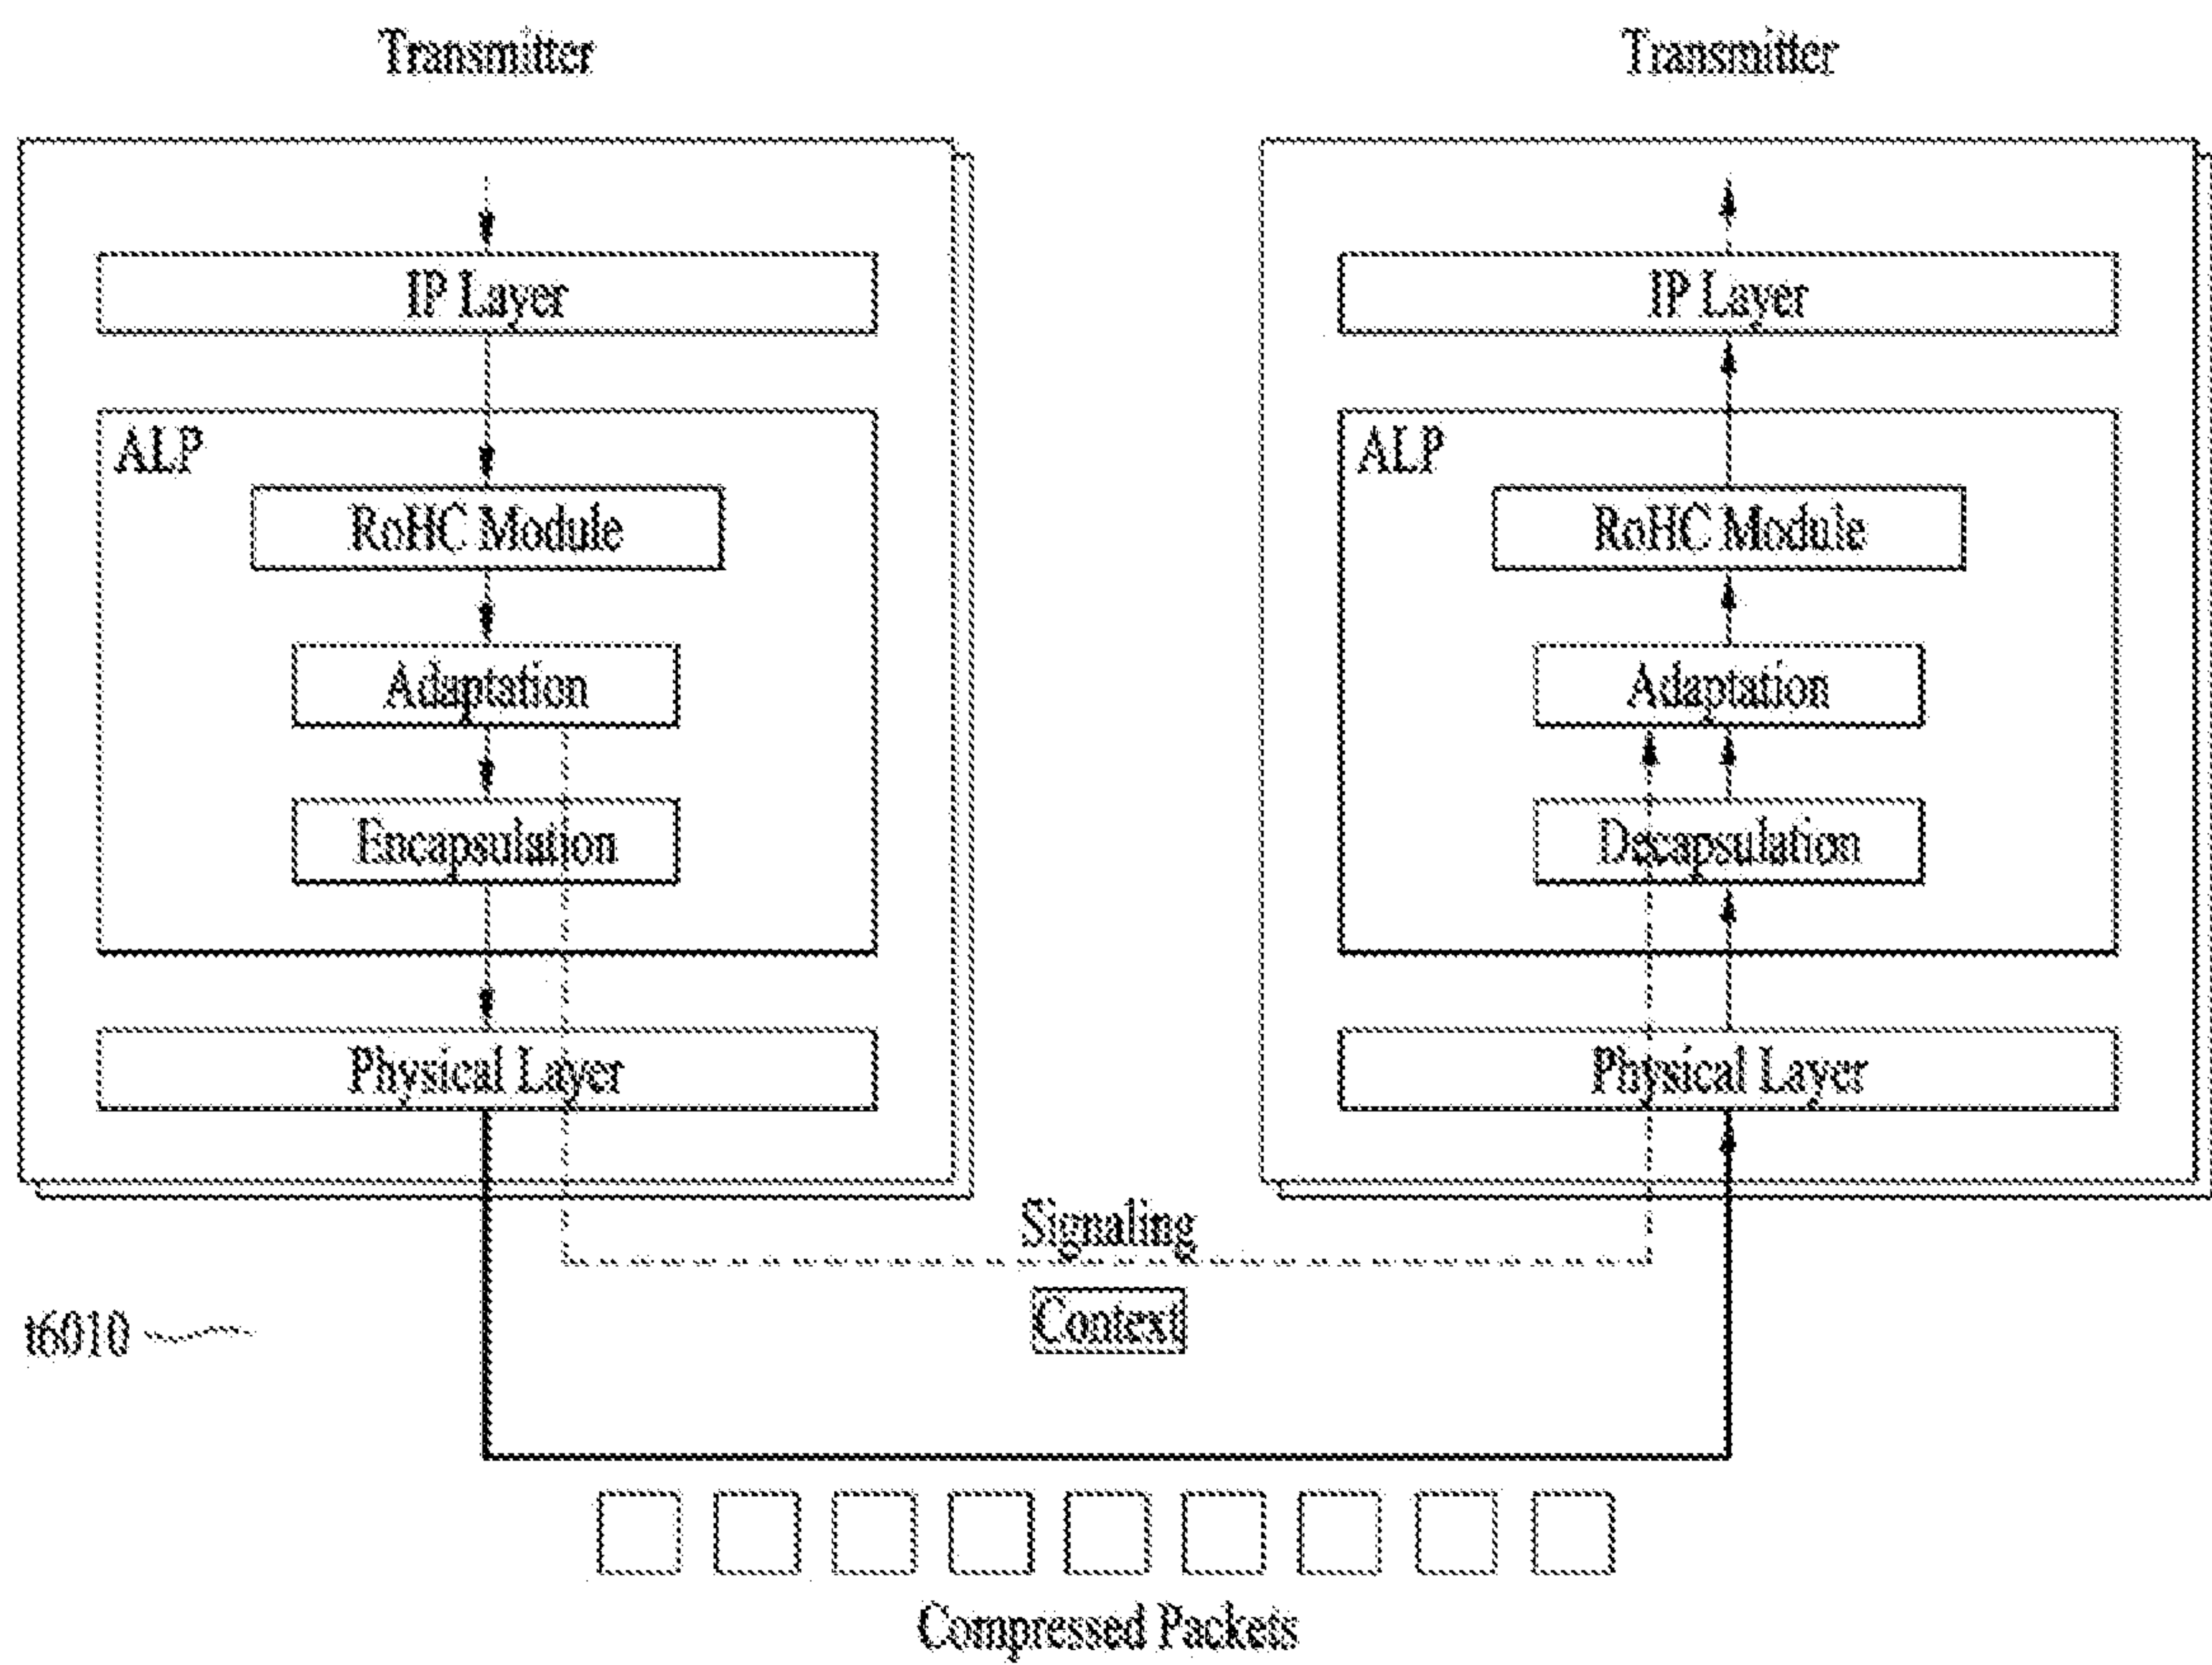 Transmitter
IP Layer
ALP
RoHC Module
Adaptation
Encapsulation
Physical Layer
Transmitter
IP Layer
ALP
RoHC Module
Adaptation
Decapsulation
Physical Layer
Signaling
Context
t6010
Compressed Packets